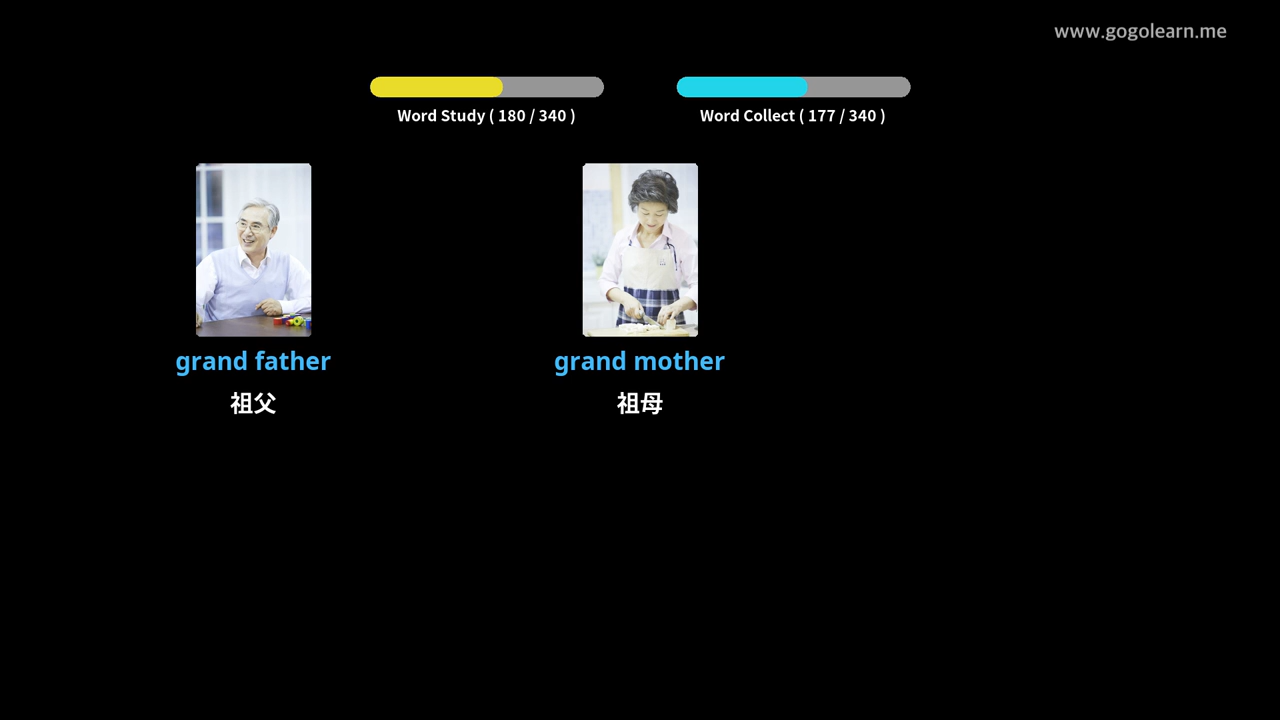 www.gogolearn.me
Word Study ( 180 / 340 )
Word Collect ( 177 / 340 )
grand father
grand mother
祖父
祖母